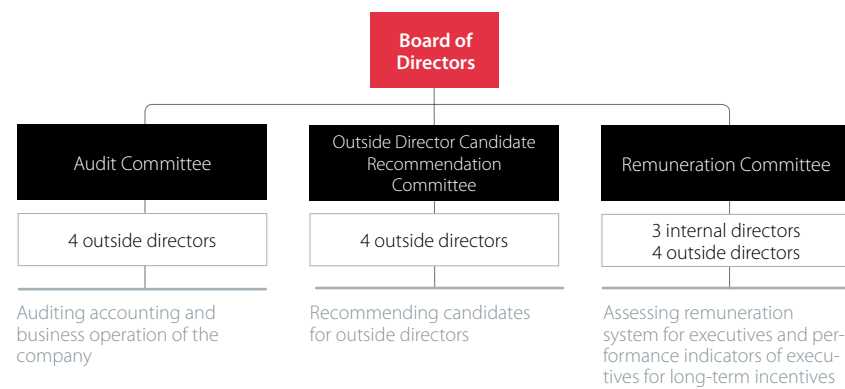 Board of
Directors
Audit Committee
Outside Director Candidate
Recommendation
Committee
Remuneration Committee
4 outside directors
4 outside directors
3 internal directors
4 outside directors
Auditing accounting and
business operation of the
company
Recommending candidates
for outside directors
Assessing remuneration
system for executives and per-
formance indicators of execu-
tives for long-term incentives